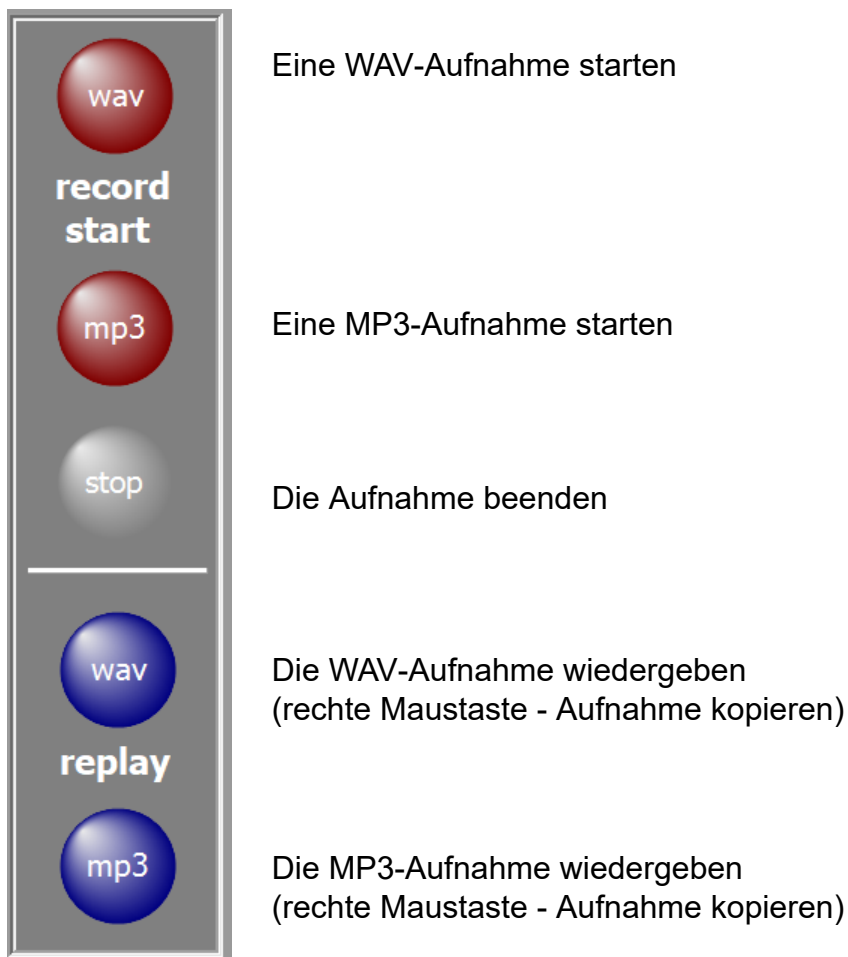 wav
Eine WAV-Aufnahme starten
record
start
mp3
Eine MP3-Aufnahme starten
stop
Die Aufnahme beenden
wav
Die WAV-Aufnahme wiedergeben
(rechte Maustaste - Aufnahme kopieren)
replay
mp3
Die MP3-Aufnahme wiedergeben
(rechte Maustaste - Aufnahme kopieren)